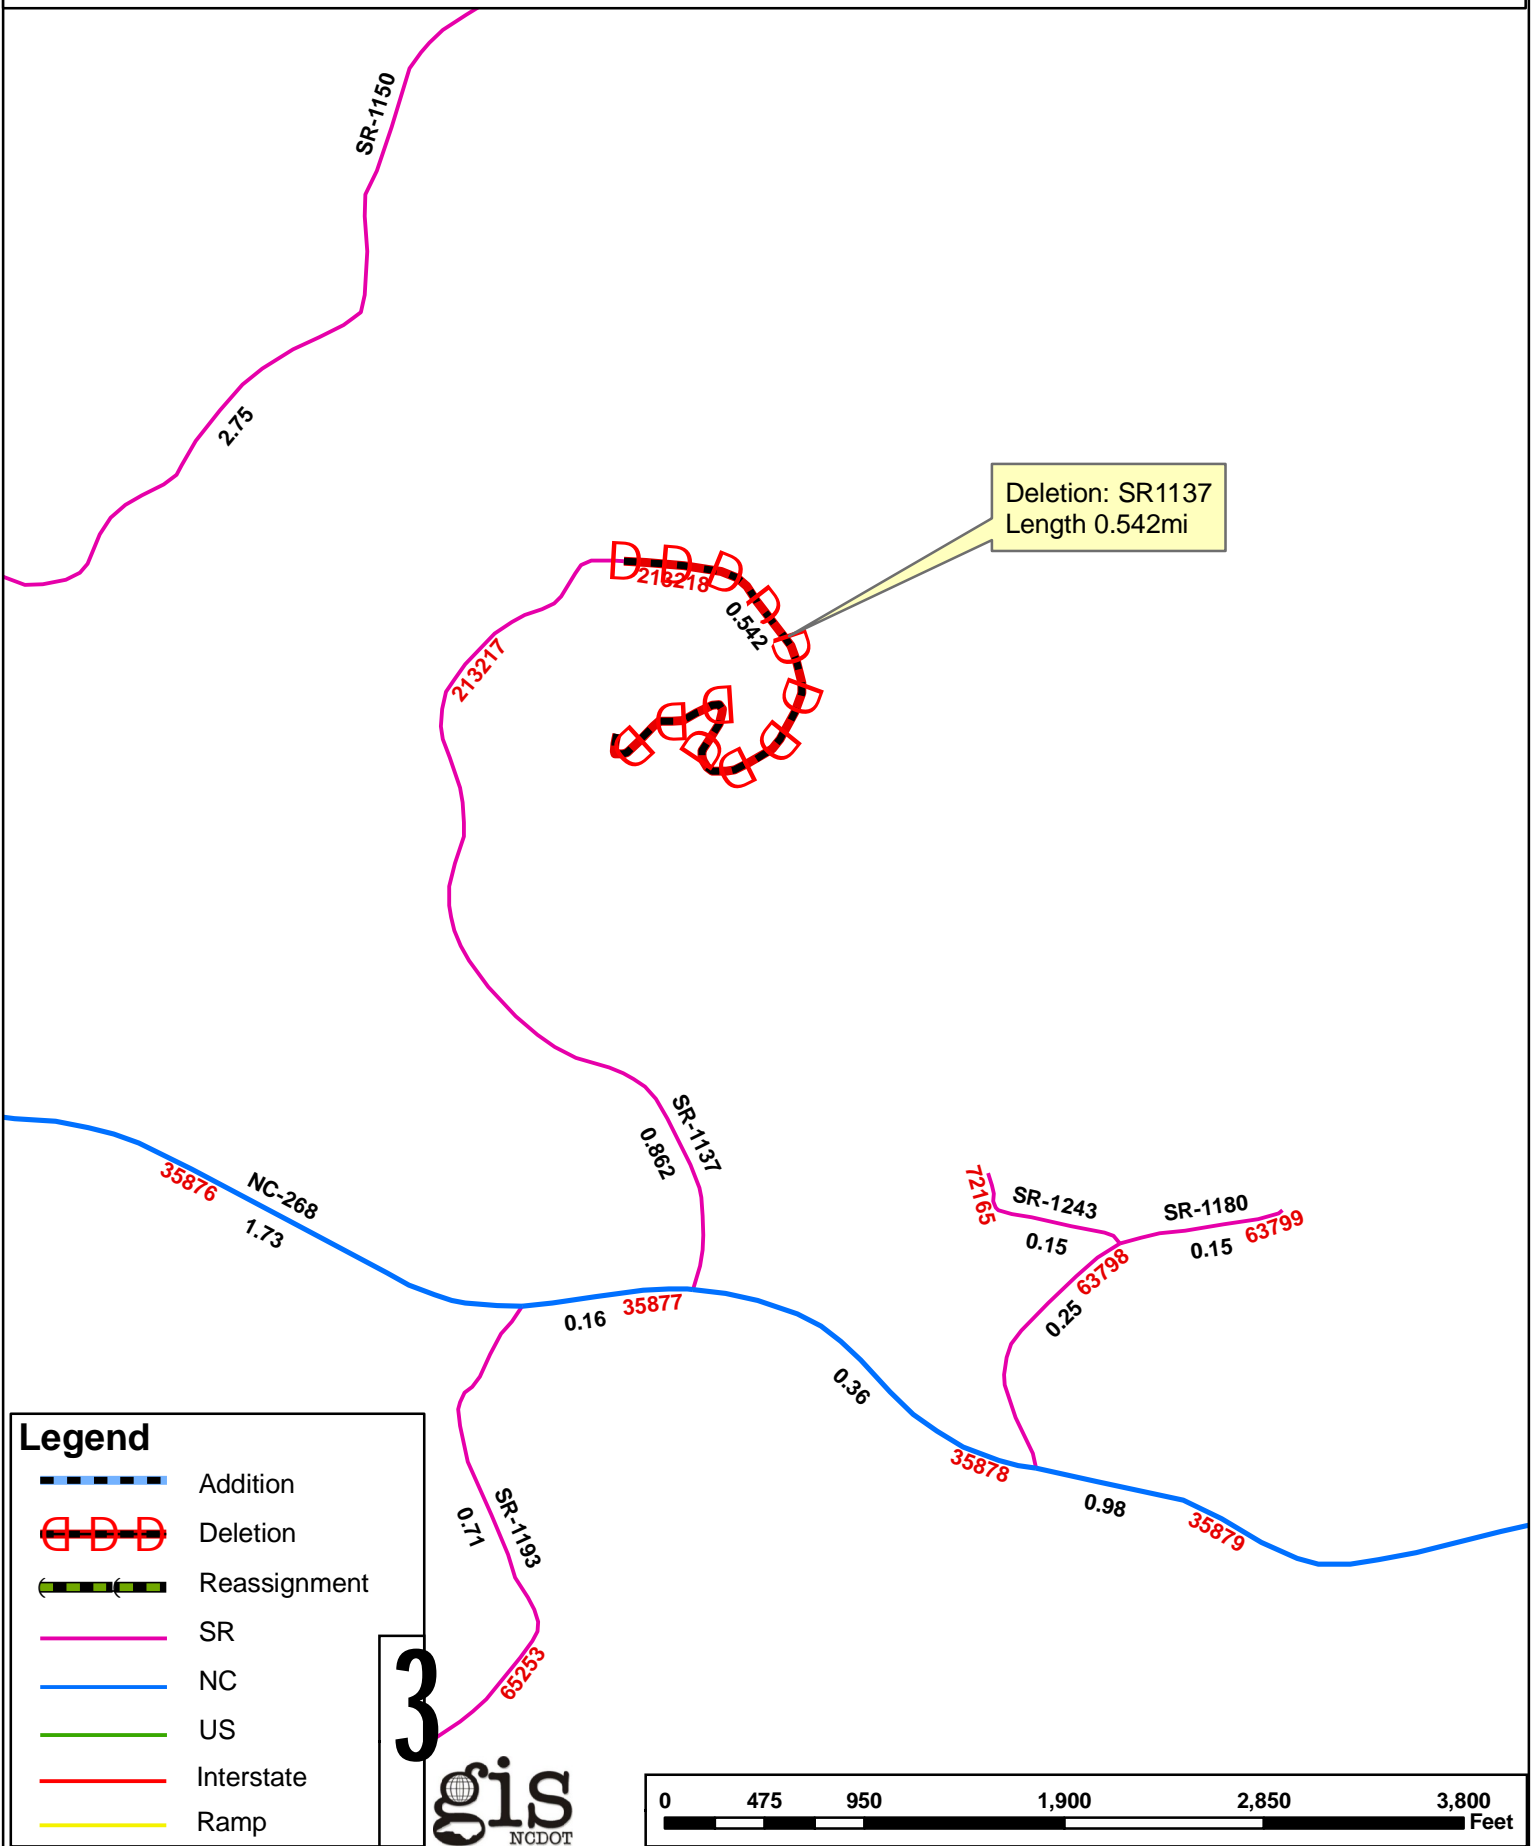 SR-1150
2.75
Deletion: SR1137
Length 0.542mi
213218
0.542
213217
SR-1137
0.862
35876
NC-268
1.73
72165
SR-1243
0.15
SR-1180
0.15
63799
63798
0.25
0.16
35877
0.36
35878
0.98
35879
SR-1193
0.71
65253
Legend
Addition
Deletion
Reassignment
SR
NC
US
Interstate
Ramp
3
gis
NCDOT
0 475 950 1,900 2,850 3,800
Feet